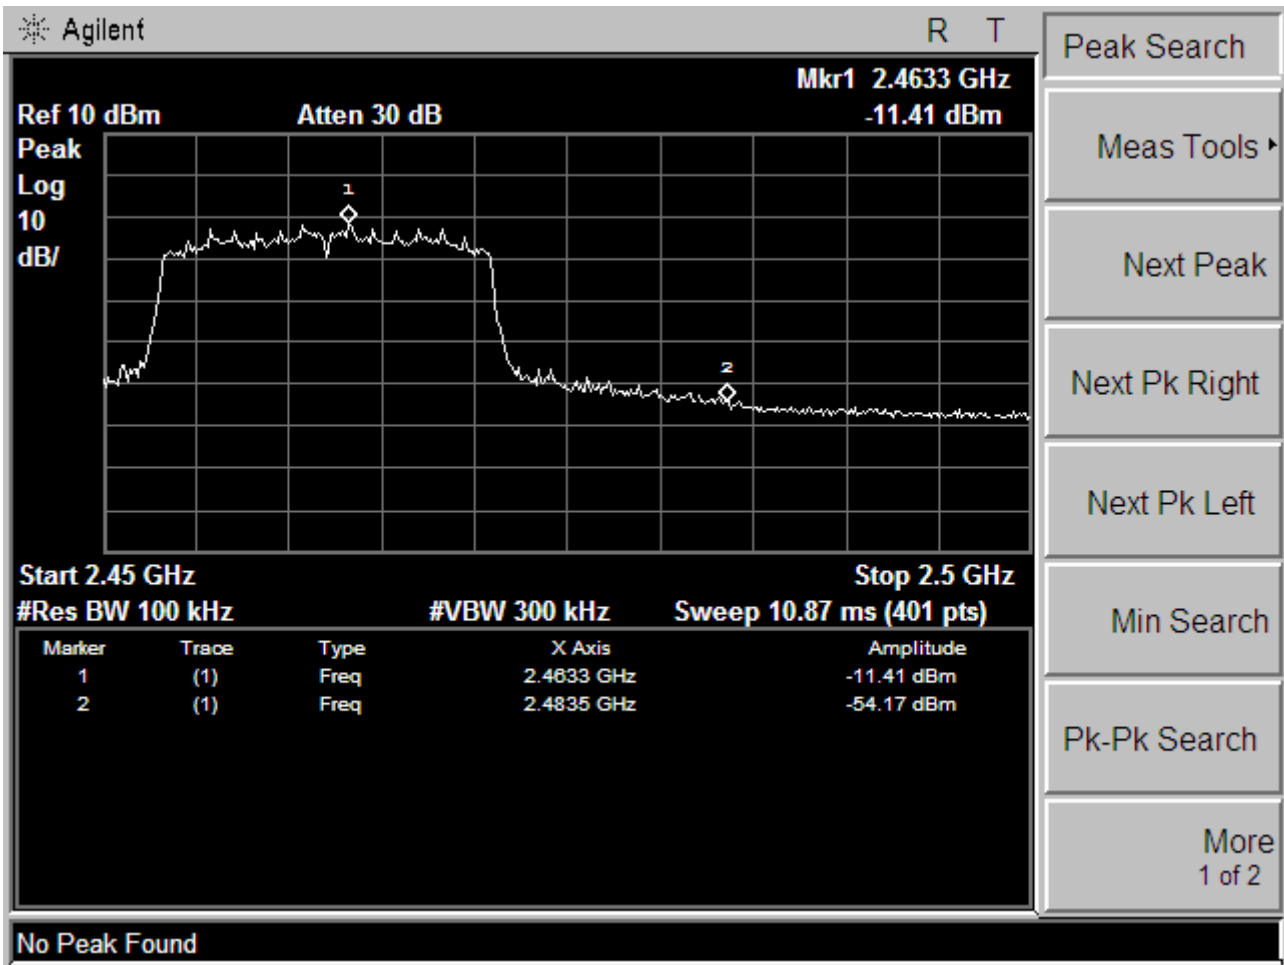 Agilent
R T
Peak Search
Mkr1 2.4633 GHz
Ref 10 dBm Atten 30 dB -11.41 dBm
Peak
Log
10
dB/
1
2
Start 2.45 GHz Stop 2.5 GHz
#Res BW 100 kHz #VBW 300 kHz Sweep 10.87 ms (401 pts)
Marker Trace Type X Axis Amplitude
1 (1) Freq 2.4633 GHz -11.41 dBm
2 (1) Freq 2.4835 GHz -54.17 dBm
Meas Tools
Next Peak
Next Pk Right
Next Pk Left
Min Search
Pk-Pk Search
More
1 of 2
No Peak Found